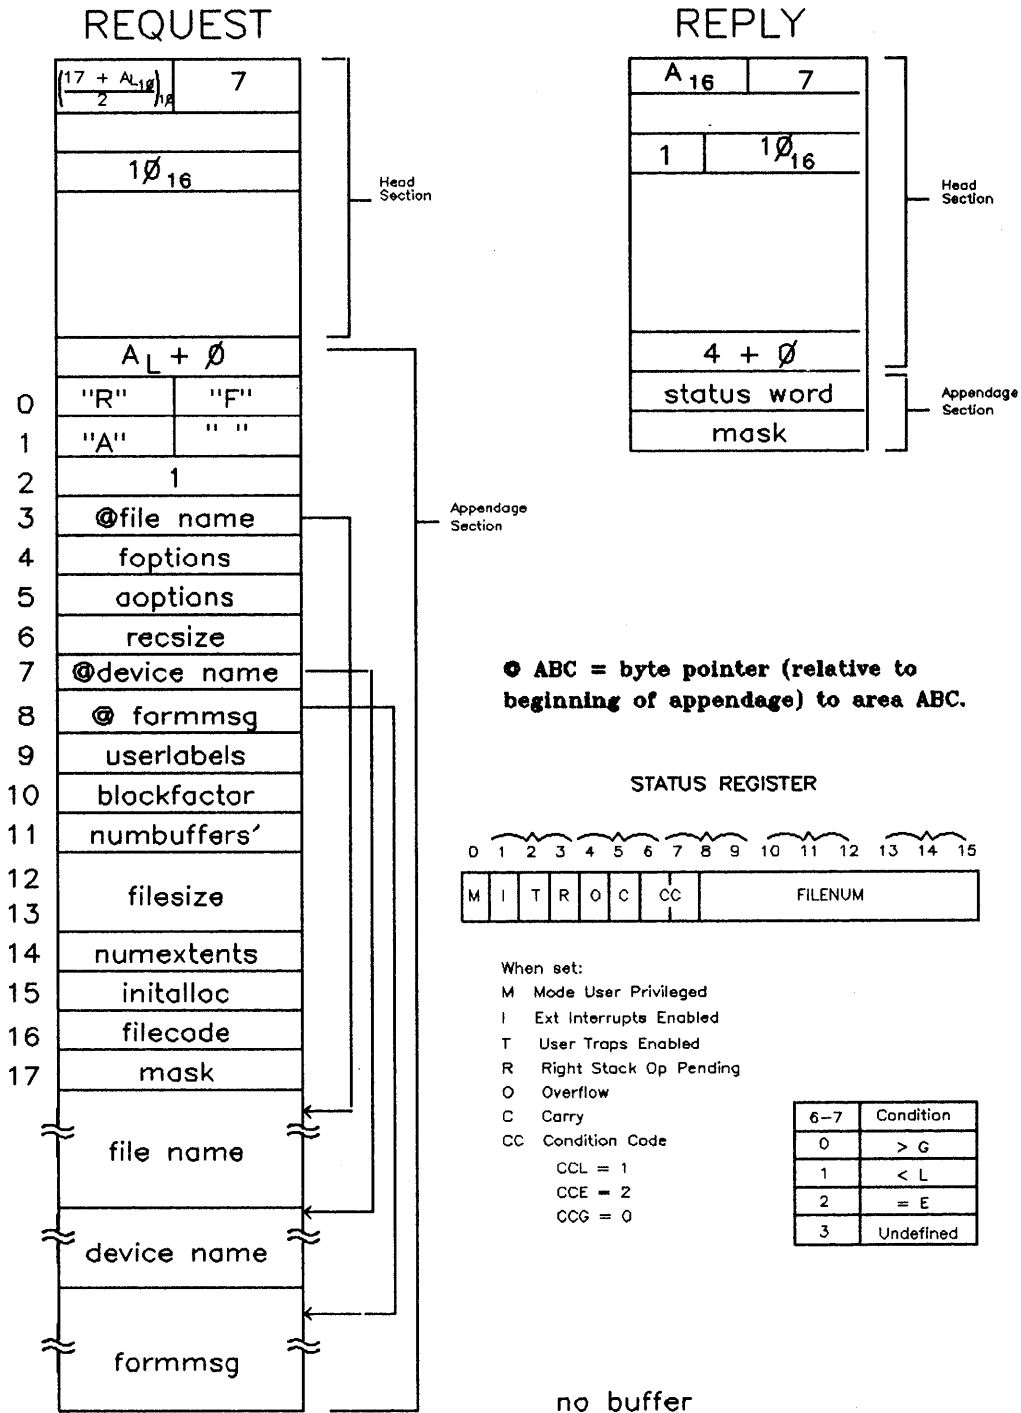 REQUEST
(17 + AL1Ø / 2)1Ø 7
1Ø16
Head
Section
AL + Ø
0 "R" "F"
1 "A" " "
2 1
3 @file name
4 foptions
5 aoptions
6 recsize
7 @device name
8 @ formmsg
9 userlabels
10 blockfactor
11 numbuffers'
12
13 filesize
14 numextents
15 initalloc
16 filecode
17 mask
file name
device name
formmsg
Appendage
Section
REPLY
A16 7
1 1Ø16
Head
Section
4 + Ø
status word
mask
Appendage
Section
@ ABC = byte pointer (relative to
beginning of appendage) to area ABC.
STATUS REGISTER
0 1 2 3 4 5 6 7 8 9 10 11 12 13 14 15
M I T R O C CC FILENUM
When set:
M Mode User Privileged
I Ext Interrupts Enabled
T User Traps Enabled
R Right Stack Op Pending
O Overflow
C Carry
CC Condition Code
CCL = 1
CCE = 2
CCG = 0
6-7 Condition
0 > G
1 < L
2 = E
3 Undefined
no buffer